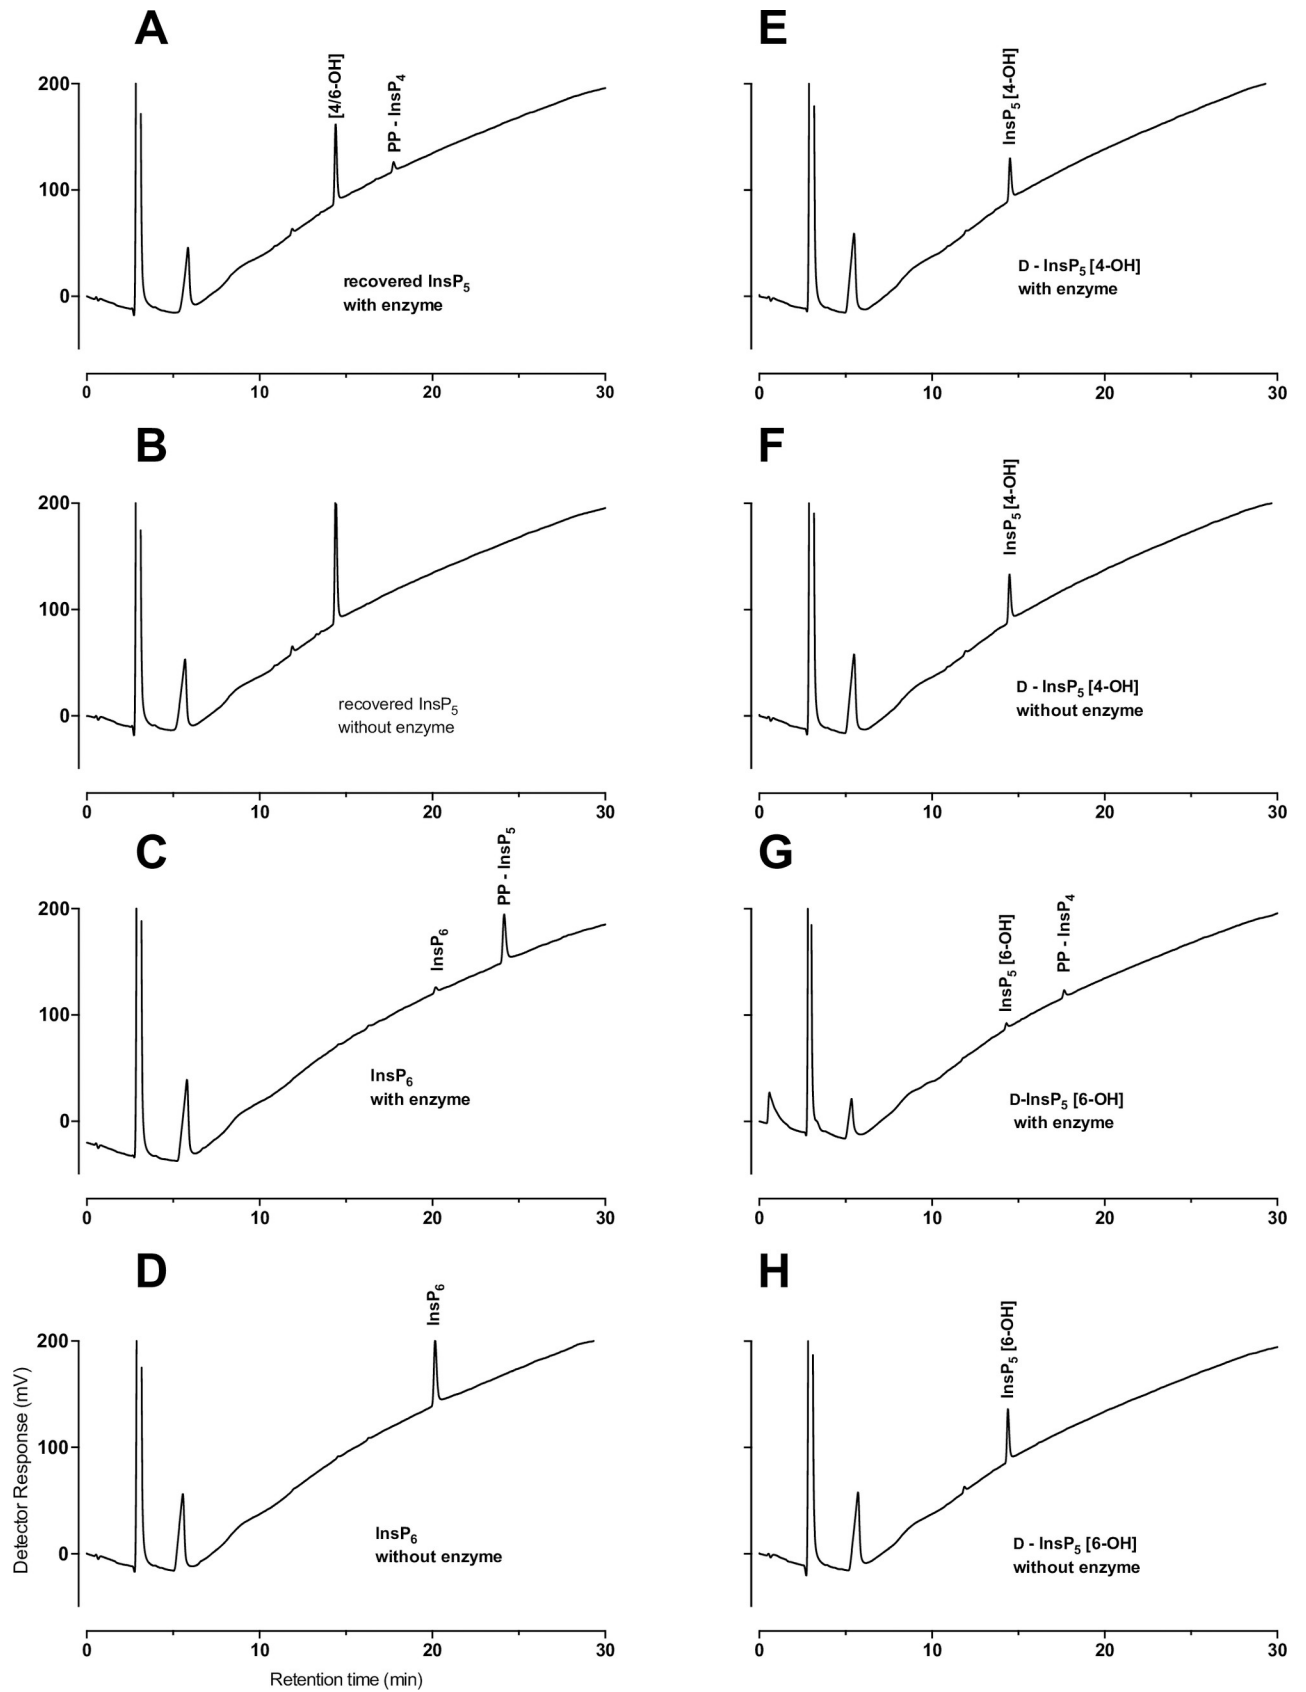 A
200
100
0
[4/6-OH]
PP - InsP4
recovered InsP5
with enzyme
0 10 20 30
B
200
100
0
recovered InsP5
without enzyme
0 10 20 30
C
200
100
0
InsP6
PP - InsP5
InsP6
with enzyme
0 10 20 30
D
200
100
0
InsP6
InsP6
without enzyme
0 10 20 30
Detector Response (mV)
Retention time (min)
E
InsP5 [4-OH]
D - InsP5 [4-OH]
with enzyme
0 10 20 30
F
InsP5 [4-OH]
D - InsP5 [4-OH]
without enzyme
0 10 20 30
G
InsP5 [6-OH]
PP - InsP4
D-InsP5 [6-OH]
with enzyme
0 10 20 30
H
InsP5 [6-OH]
D - InsP5 [6-OH]
without enzyme
0 10 20 30